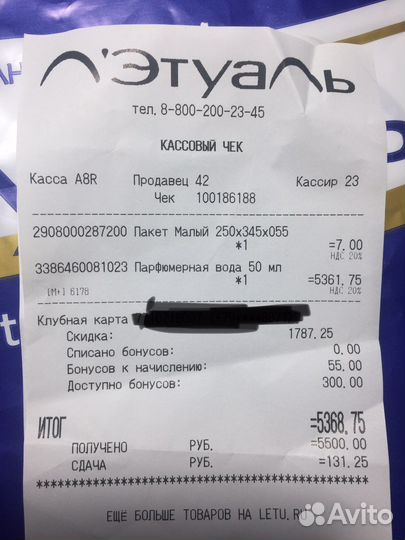 Л'Этуаль
тел. 8-800-200-23-45
КАССОВЫЙ ЧЕК
Касса A8R Продавец 42 Кассир 23
Чек 100186188
2908000287200 Пакет Малый 250x345x055
*1 =7.00
НДС 20%
3386460081023 Парфюмерная вода 50 мл
*1 =5361.75
[М+] 6178 НДС 20%
Клубная карта
Скидка: 1787.25
Списано бонусов: 0.00
Бонусов к начислению: 55.00
Доступно бонусов: 300.00
ИТОГ =5368.75
ПОЛУЧЕНО РУБ. =5500.00
СДАЧА РУБ. =131.25
****************************************
ЕЩЁ БОЛЬШЕ ТОВАРОВ НА LETU.RU
Avito